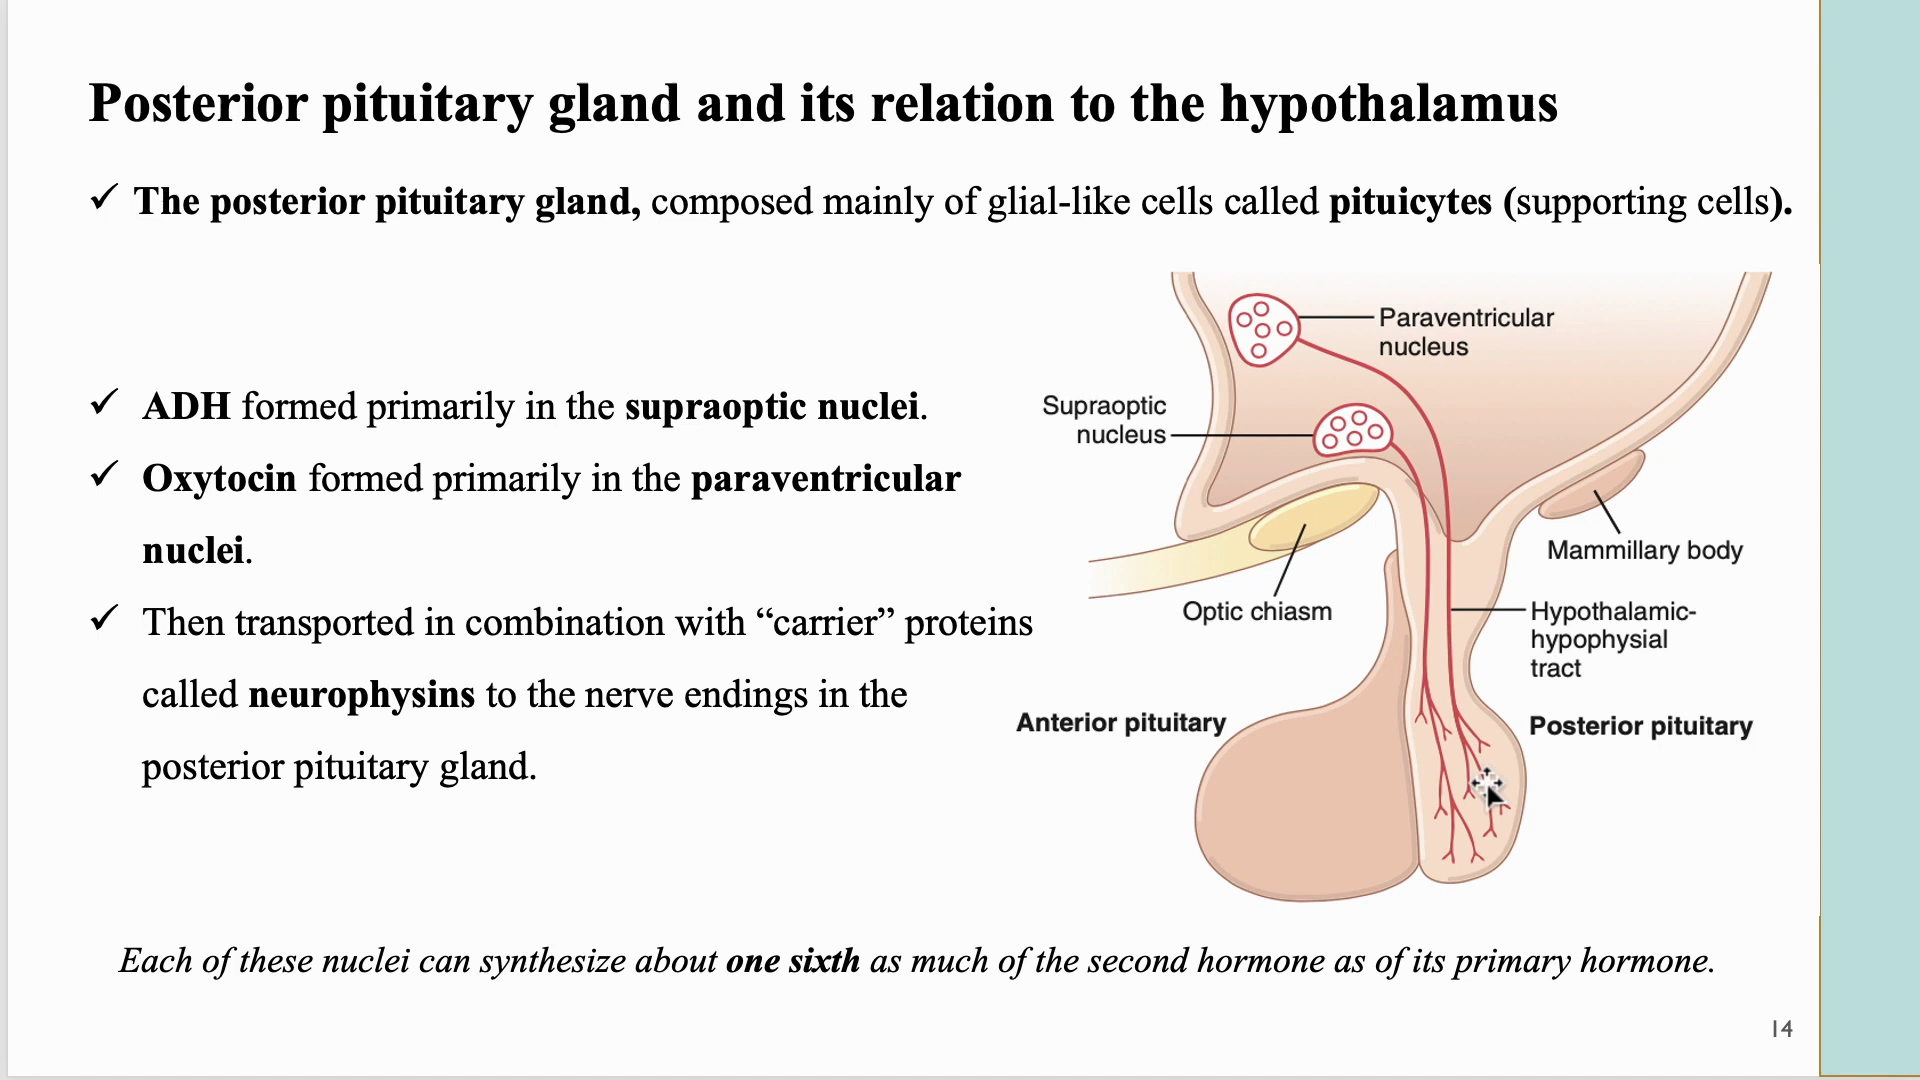 Posterior pituitary gland and its relation to the hypothalamus
✓ The posterior pituitary gland, composed mainly of glial-like cells called pituicytes (supporting cells).
✓ ADH formed primarily in the supraoptic nuclei.
✓ Oxytocin formed primarily in the paraventricular
nuclei.
✓ Then transported in combination with “carrier” proteins
called neurophysins to the nerve endings in the
posterior pituitary gland.
Paraventricular
nucleus
Supraoptic
nucleus
Mammillary body
Optic chiasm
Hypothalamic-
hypophysial
tract
Anterior pituitary
Posterior pituitary
Each of these nuclei can synthesize about one sixth as much of the second hormone as of its primary hormone.
14